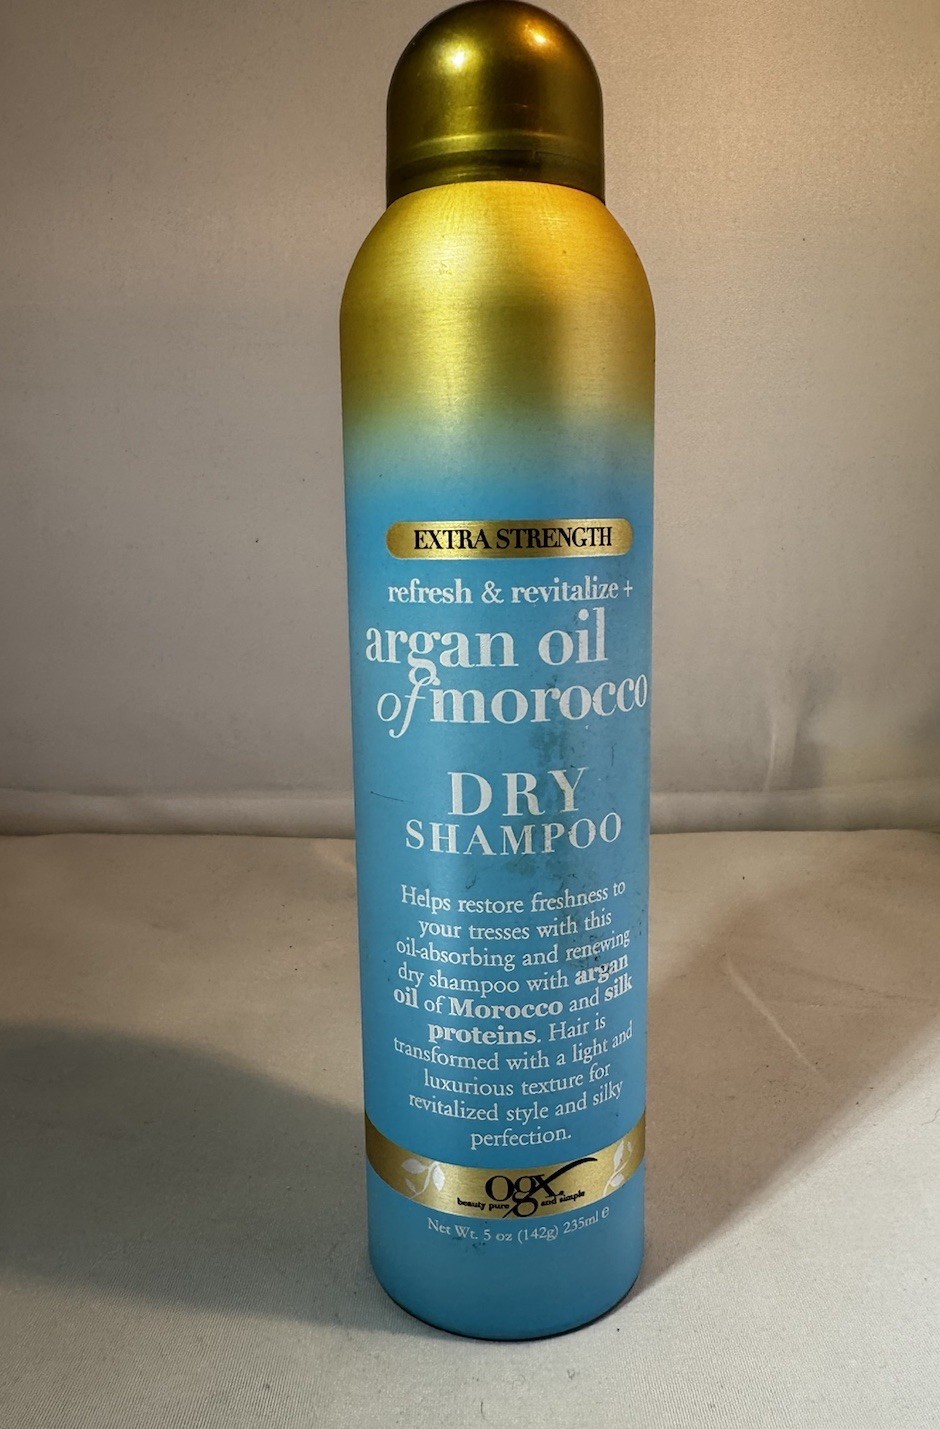 EXTRA STRENGTH
refresh & revitalize +
argan oil
of morocco
DRY
SHAMPOO
Helps restore freshness to
your tresses with this
oil-absorbing and renewing
dry shampoo with argan
oil of Morocco and silk
proteins. Hair is
transformed with a light and
luxurious texture for
revitalized style and silky
perfection.
ogx
beauty pure and simple
Net Wt. 5 oz (142g) 235ml e